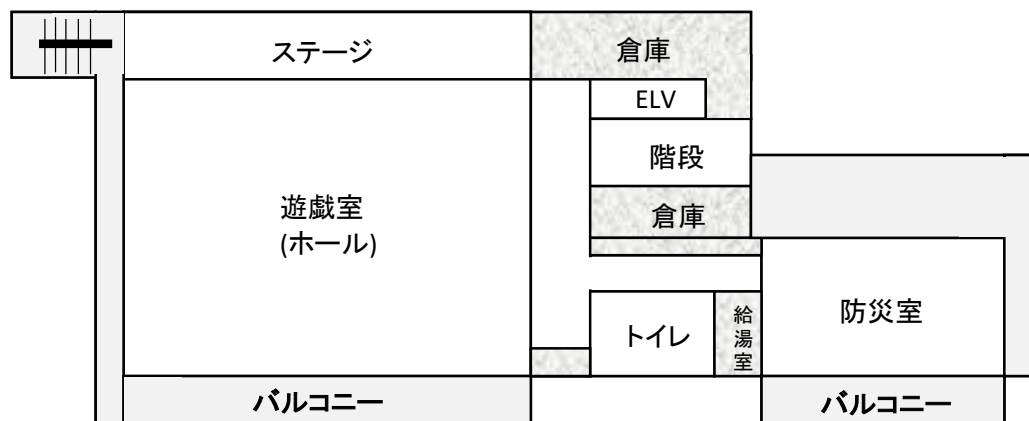 ステージ
倉庫
ELV
階段
遊戯室
(ホール)
倉庫
防災室
トイレ
給湯室
バルコニー
バルコニー